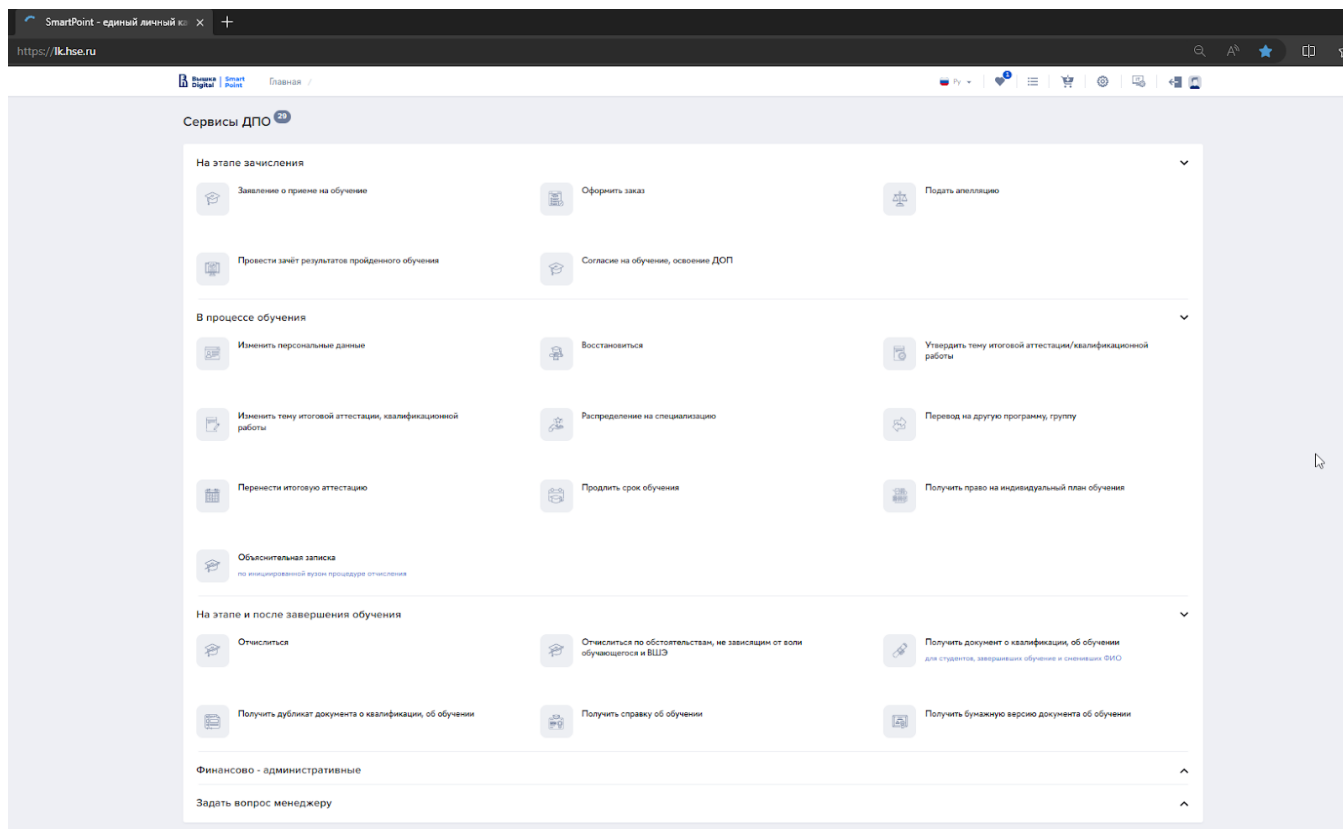 SmartPoint - единый личный ка
https://lk.hse.ru
Вышка Digital | Smart Point
Главная /
Ру
1
Сервисы ДПО 29
На этапе зачисления
Заявление о приеме на обучение
Оформить заказ
Подать апелляцию
Провести зачёт результатов пройденного обучения
Согласие на обучение, освоение ДОП
В процессе обучения
Изменить персональные данные
Восстановиться
Утвердить тему итоговой аттестации/квалификационной
работы
Изменить тему итоговой аттестации, квалификационной
работы
Распределение на специализацию
Перевод на другую программу, группу
Перенести итоговую аттестацию
Продлить срок обучения
Получить право на индивидуальный план обучения
Объяснительная записка
по инициированной вузом процедуре отчисления
На этапе и после завершения обучения
Отчислиться
Отчислиться по обстоятельствам, не зависящим от воли
обучающегося и ВШЭ
Получить документ о квалификации, об обучении
для студентов, завершивших обучение и сменивших ФИО
Получить дубликат документа о квалификации, об обучении
Получить справку об обучении
Получить бумажную версию документа об обучении
Финансово - административные
Задать вопрос менеджеру